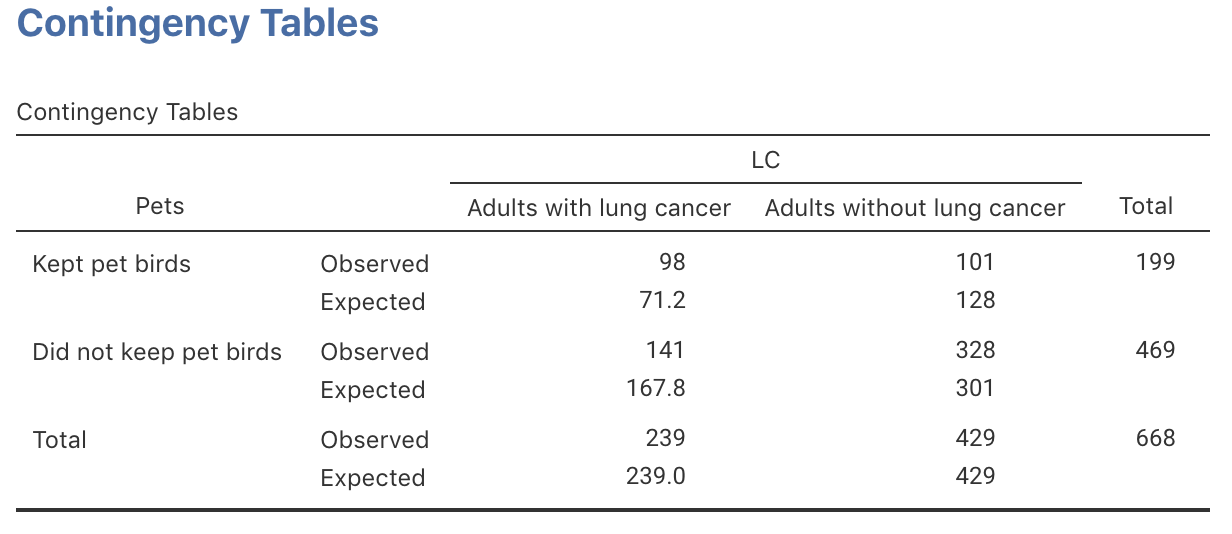 Contingency Tables
Contingency Tables
LC
Pets Adults with lung cancer Adults without lung cancer Total
Kept pet birds Observed 98 101 199
Expected 71.2 128
Did not keep pet birds Observed 141 328 469
Expected 167.8 301
Total Observed 239 429 668
Expected 239.0 429